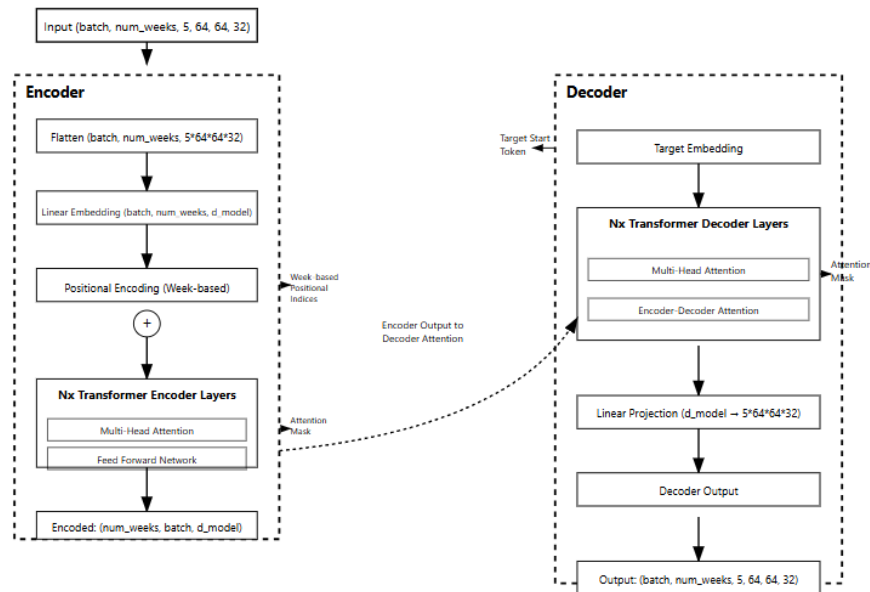 Input (batch, num_weeks, 5, 64, 64, 32)
Encoder
Flatten (batch, num_weeks, 5*64*64*32)
Linear Embedding (batch, num_weeks, d_model)
Positional Encoding (Week-based)
Week-based
Positional
Indices
+
Nx Transformer Encoder Layers
Multi-Head Attention
Feed Forward Network
Attention
Mask
Encoded: (num_weeks, batch, d_model)
Encoder Output to
Decoder Attention
Decoder
Target Start
Token
Target Embedding
Nx Transformer Decoder Layers
Multi-Head Attention
Encoder-Decoder Attention
Attention
Mask
Linear Projection (d_model → 5*64*64*32)
Decoder Output
Output: (batch, num_weeks, 5, 64, 64, 32)